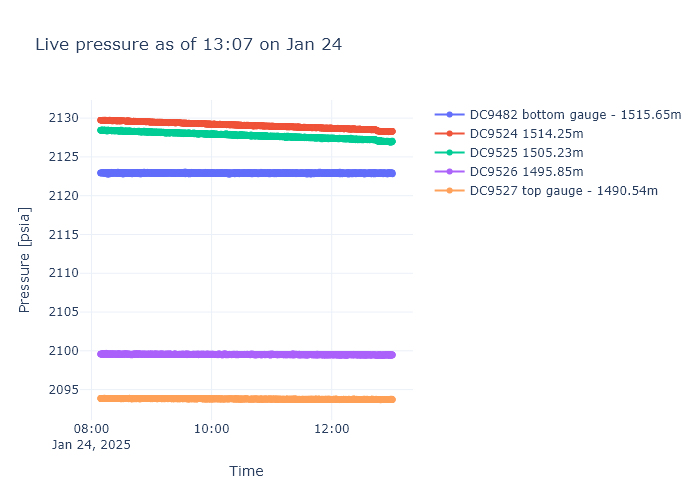 Live pressure as of 13:07 on Jan 24
2130
2125
2120
2115
2110
2105
2100
2095
Pressure [psia]
08:00
10:00
12:00
Jan 24, 2025
Time
DC9482 bottom gauge - 1515.65m
DC9524 1514.25m
DC9525 1505.23m
DC9526 1495.85m
DC9527 top gauge - 1490.54m